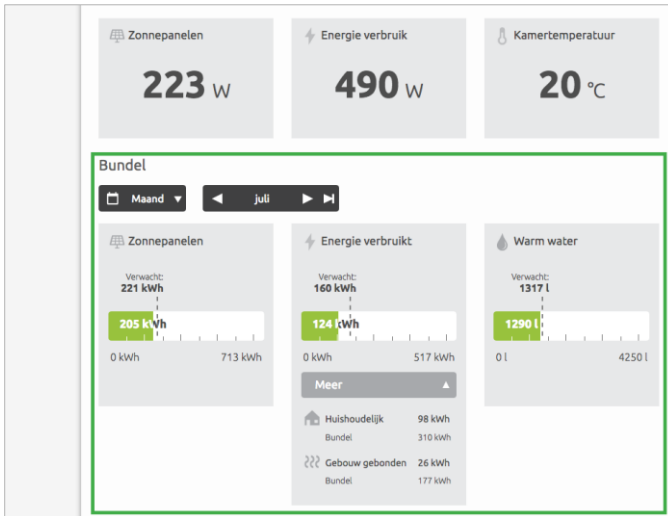 Zonnepanelen
223 W
Energie verbruik
490 W
Kamertemperatuur
20 °C
Bundel
Maand
juli
Zonnepanelen
Verwacht:
221 kWh
205 kWh
0 kWh 713 kWh
Energie verbruikt
Verwacht:
160 kWh
124 kWh
0 kWh 517 kWh
Meer
Huishoudelijk 98 kWh
Bundel 310 kWh
Gebouw gebonden 26 kWh
Bundel 177 kWh
Warm water
Verwacht:
1317 l
1290 l
0 l 4250 l